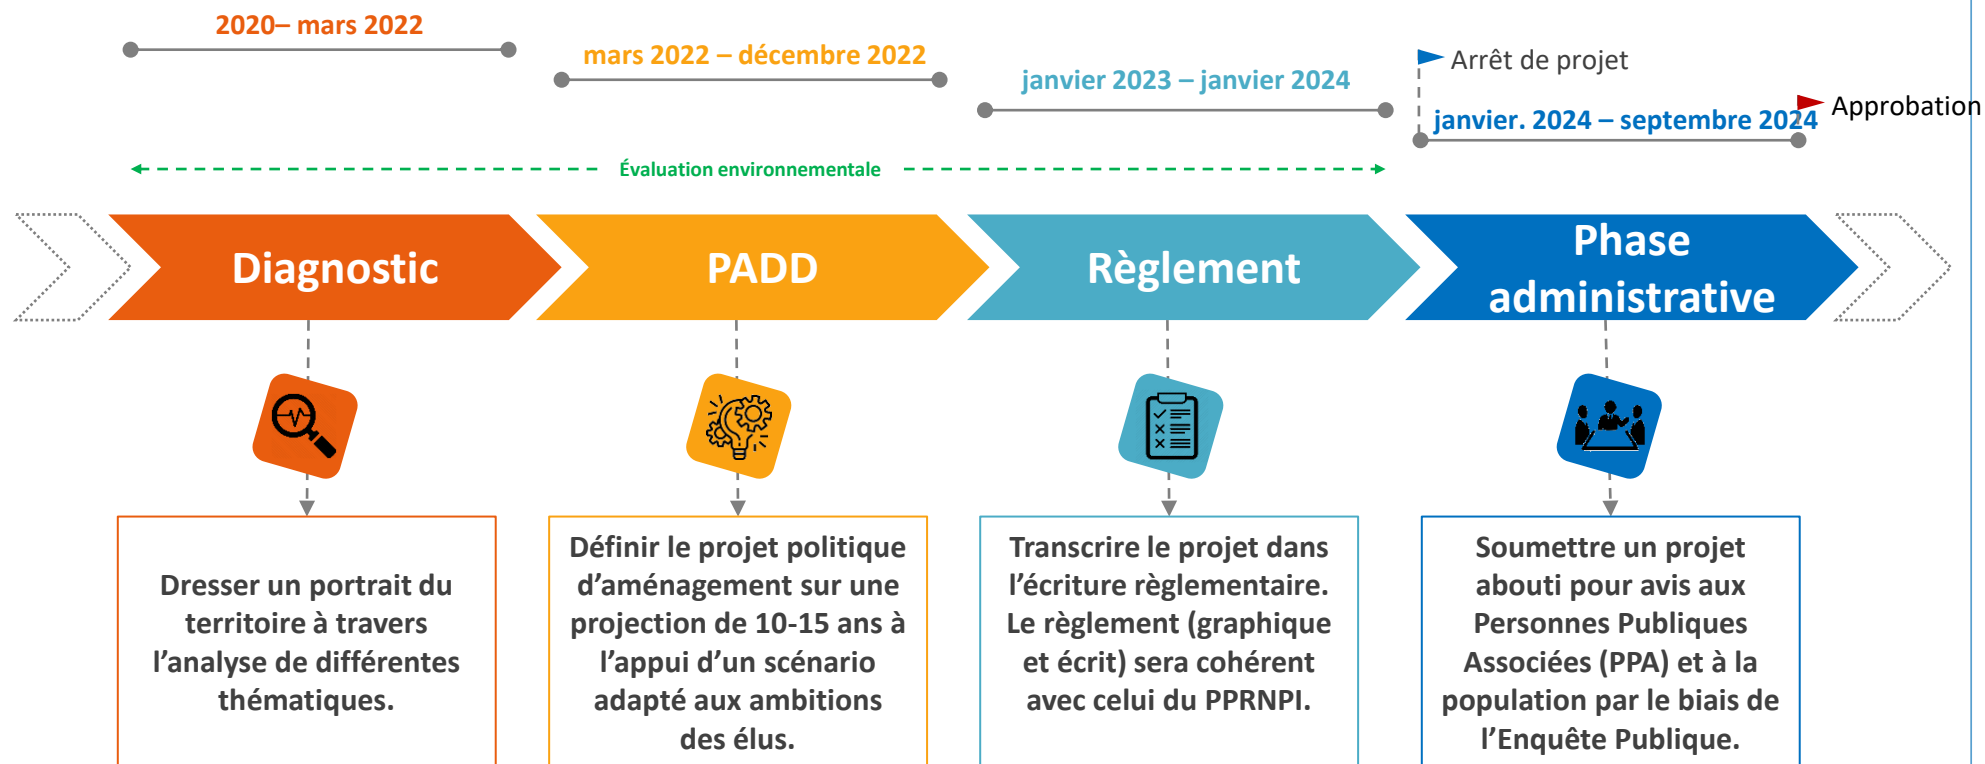 2020– mars 2022
mars 2022 – décembre 2022
janvier 2023 – janvier 2024
Arrêt de projet
janvier. 2024 – septembre 2024
Approbation
Évaluation environnementale
Diagnostic
PADD
Règlement
Phase
administrative
Dresser un portrait du
territoire à travers
l’analyse de différentes
thématiques.
Définir le projet politique
d’aménagement sur une
projection de 10-15 ans à
l’appui d’un scénario
adapté aux ambitions
des élus.
Transcrire le projet dans
l’écriture règlementaire.
Le règlement (graphique
et écrit) sera cohérent
avec celui du PPRNPI.
Soumettre un projet
abouti pour avis aux
Personnes Publiques
Associées (PPA) et à la
population par le biais de
l’Enquête Publique.